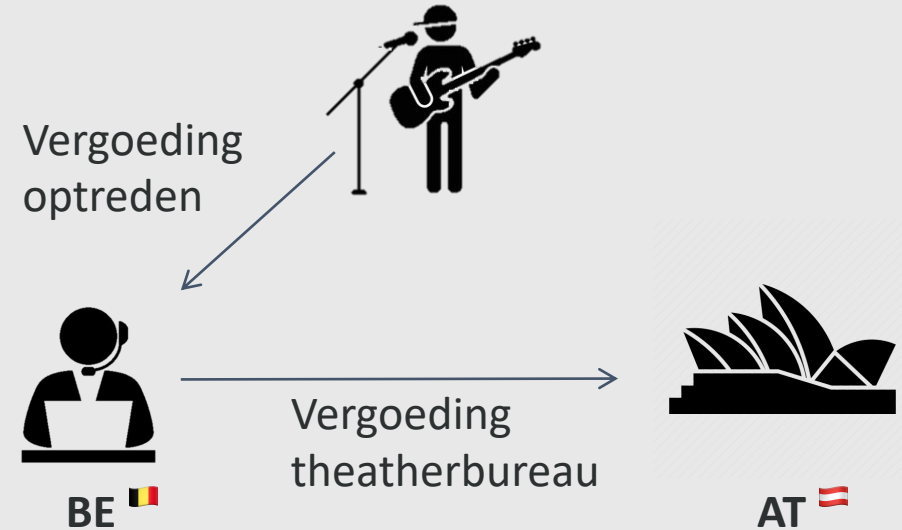 Vergoeding
optreden
Vergoeding
theatherbureau
BE
AT